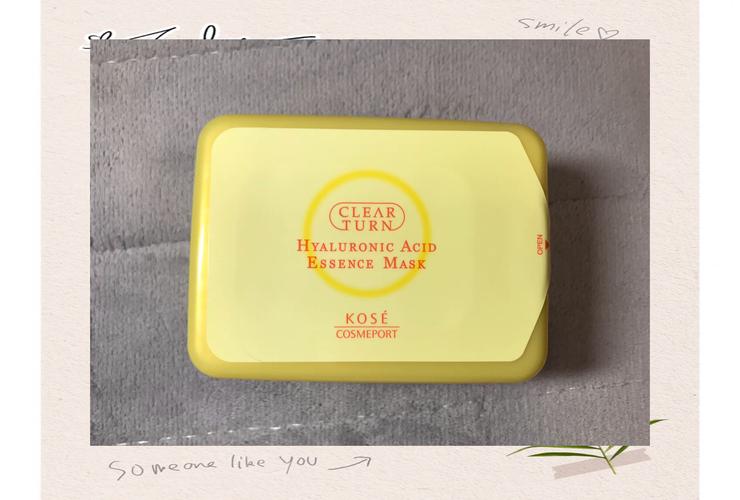 smile
CLEAR
TURN
HYALURONIC ACID
ESSENCE MASK
OPEN
KOSÉ
COSMEPORT
someone like you